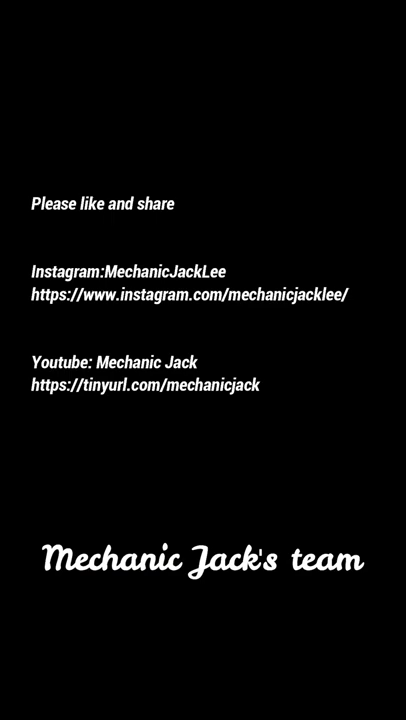 Please like and share
Instagram:MechanicJackLee
https://www.instagram.com/mechanicjacklee/
Youtube: Mechanic Jack
https://tinyurl.com/mechanicjack
Mechanic Jack's team